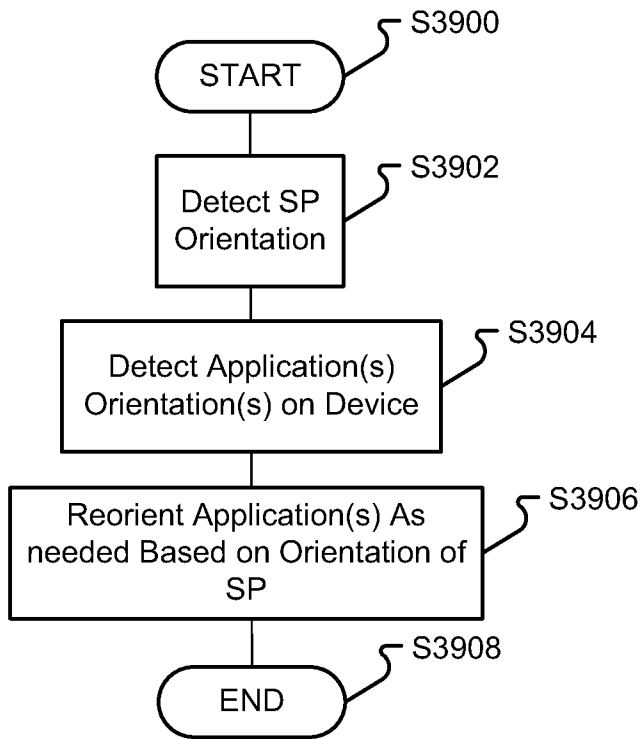 S3900
START
S3902
Detect SP
Orientation
S3904
Detect Application(s)
Orientation(s) on Device
S3906
Reorient Application(s) As
needed Based on Orientation of
SP
S3908
END